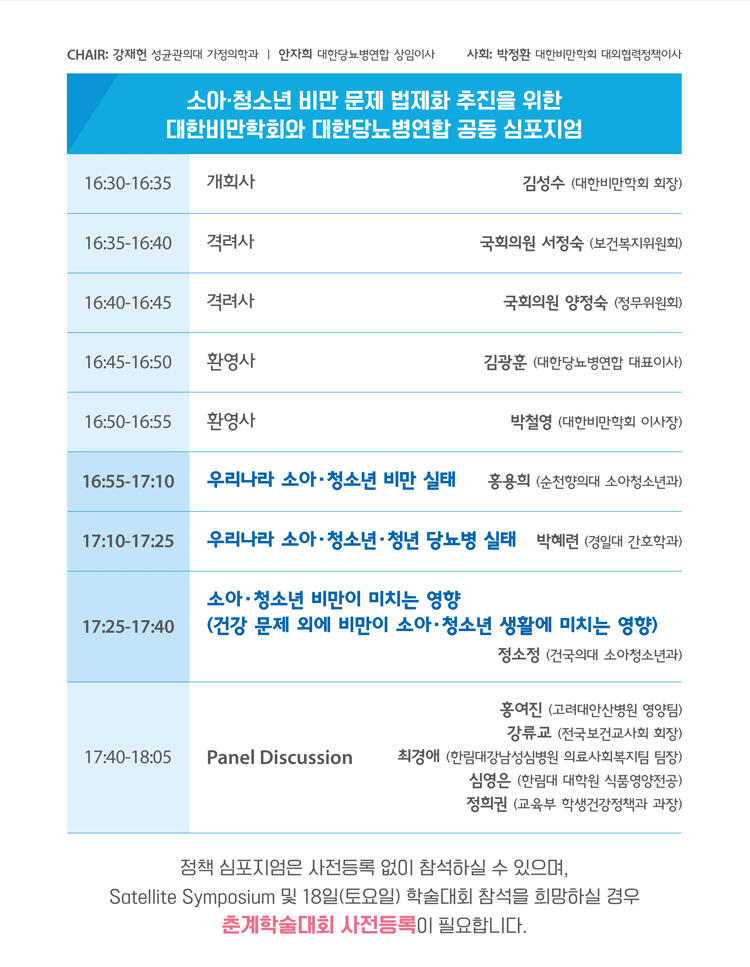 CHAIR: 강재헌 성균관의대 가정의학과 | 안자희 대한당뇨병연합 상임이사 사회: 박정환 대한비만학회 대외협력정책이사
소아·청소년 비만 문제 법제화 추진을 위한
대한비만학회와 대한당뇨병연합 공동 심포지엄
16:30-16:35 개회사 김성수 (대한비만학회 회장)
16:35-16:40 격려사 국회의원 서정숙 (보건복지위원회)
16:40-16:45 격려사 국회의원 양정숙 (정무위원회)
16:45-16:50 환영사 김광훈 (대한당뇨병연합 대표이사)
16:50-16:55 환영사 박철영 (대한비만학회 이사장)
16:55-17:10 우리나라 소아·청소년 비만 실태 홍용희 (순천향의대 소아청소년과)
17:10-17:25 우리나라 소아·청소년·청년 당뇨병 실태 박혜련 (경일대 간호학과)
17:25-17:40 소아·청소년 비만이 미치는 영향
(건강 문제 외에 비만이 소아·청소년 생활에 미치는 영향)
정소정 (건국의대 소아청소년과)
17:40-18:05 Panel Discussion 홍여진 (고려대안산병원 영양팀)
강류교 (전국보건교사회 회장)
최경애 (한림대강남성심병원 의료사회복지팀 팀장)
심영은 (한림대 대학원 식품영양전공)
정희권 (교육부 학생건강정책과 과장)
정책 심포지엄은 사전등록 없이 참석하실 수 있으며,
Satellite Symposium 및 18일(토요일) 학술대회 참석을 희망하실 경우
춘계학술대회 사전등록이 필요합니다.